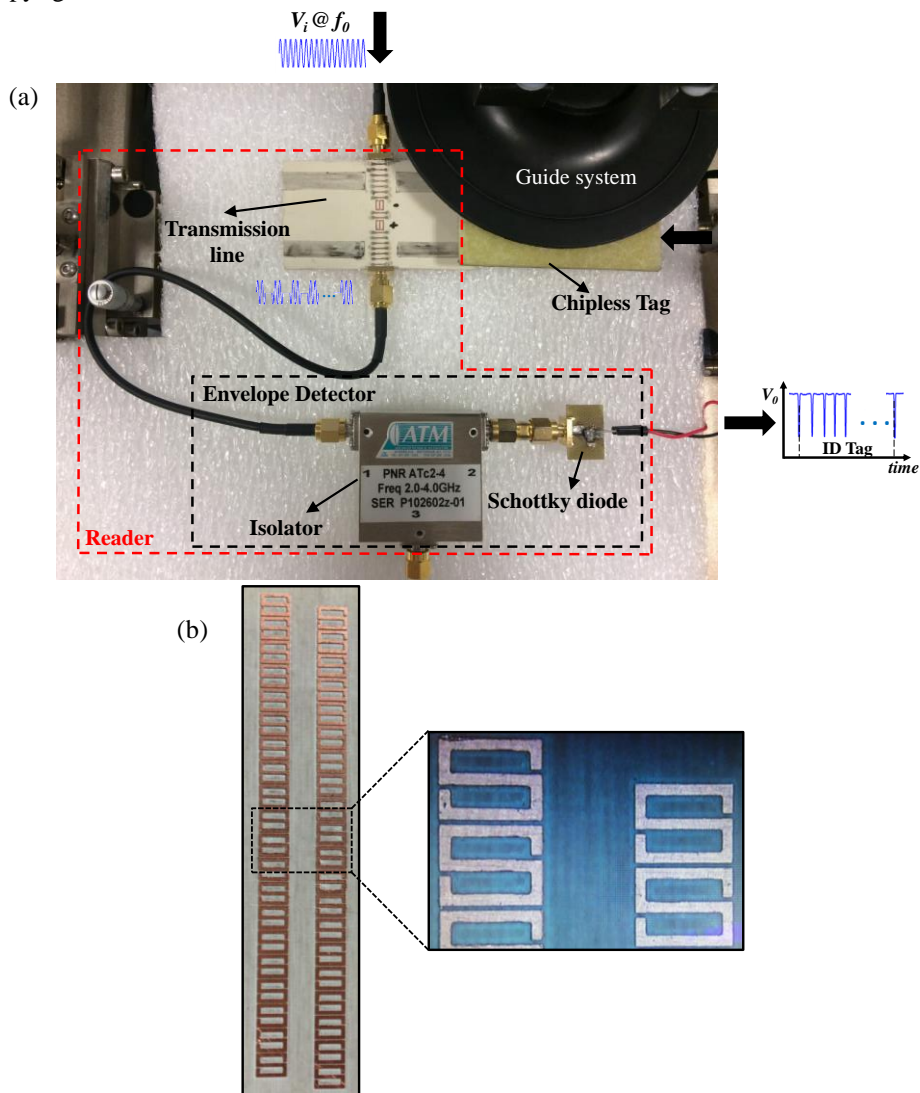 V_i @ f_0
(a)
Guide system
Transmission
line
Chipless Tag
Envelope Detector
ATM
1 PNR ATc2-4 2
Freq 2.0-4.0GHz
SER P102602z-01
3
Schottky diode
Isolator
Reader
V_0
ID Tag
time
(b)